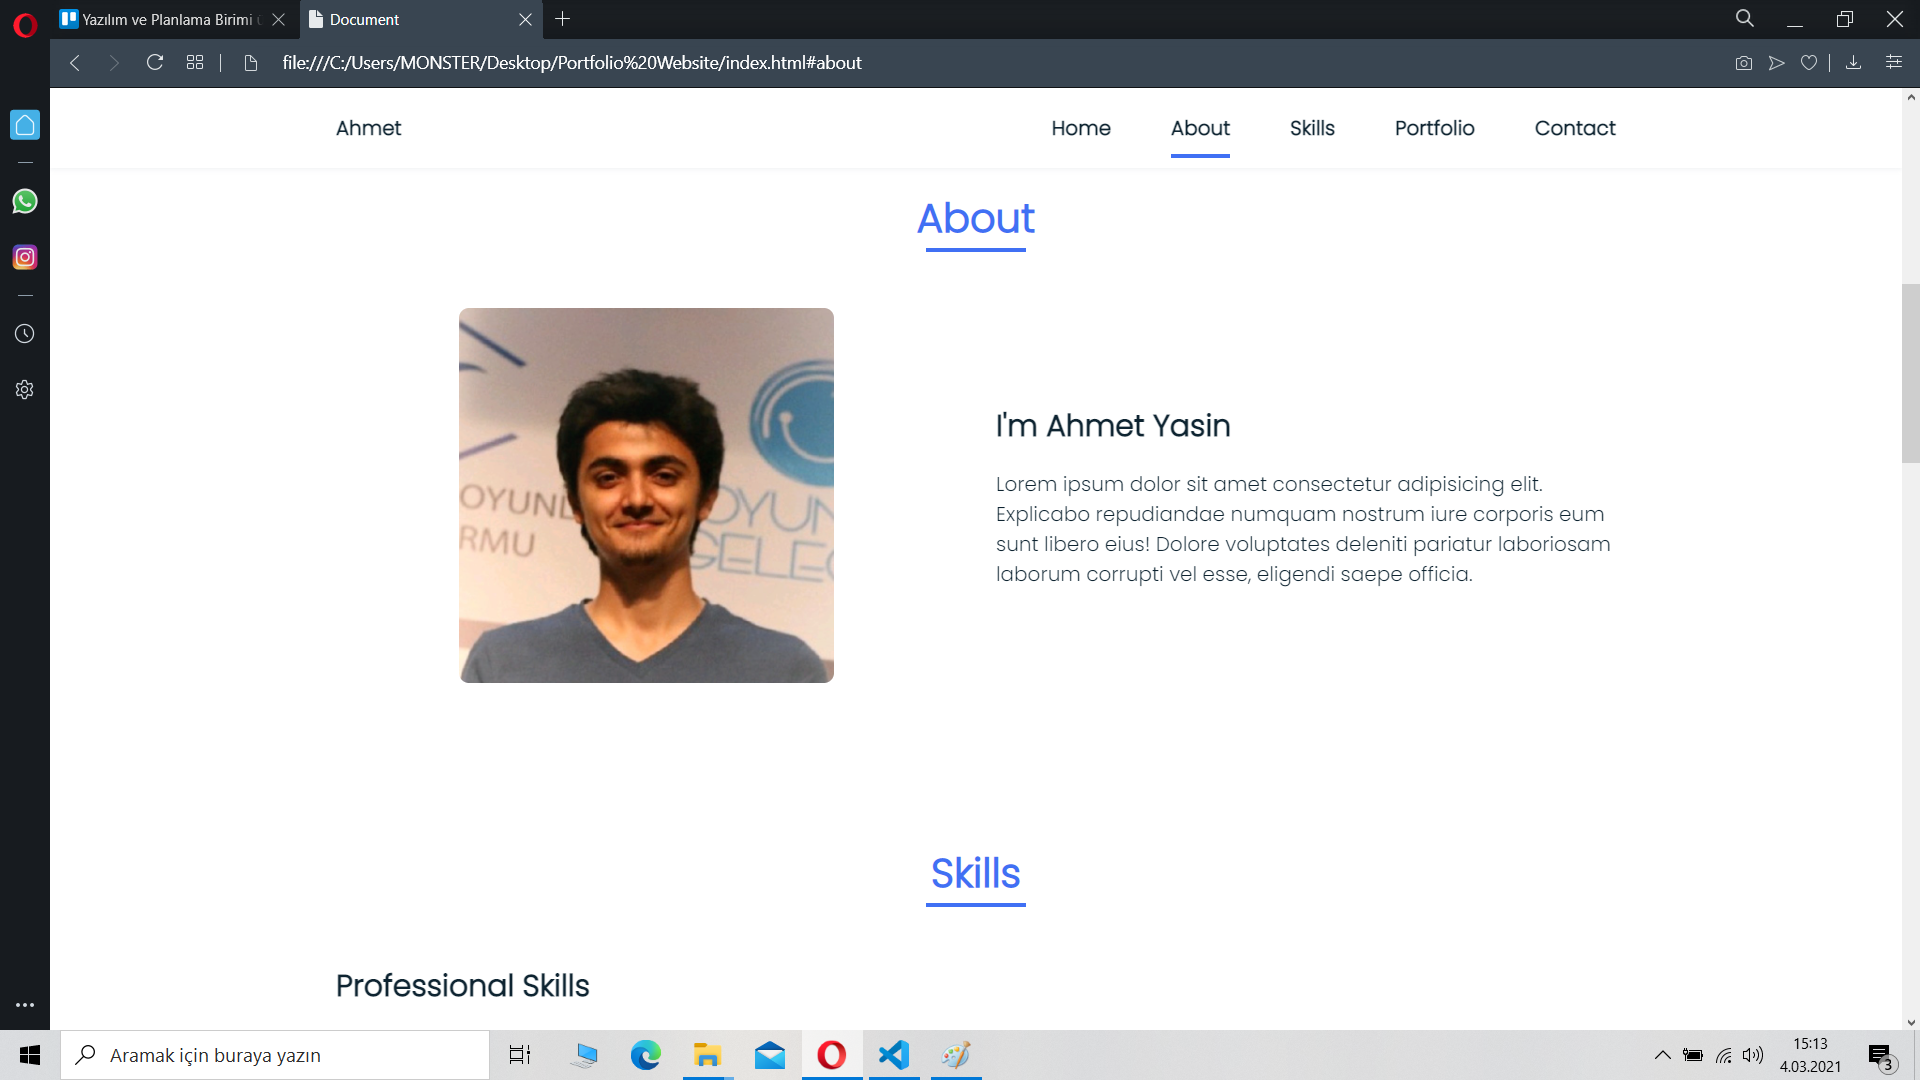 Yazılım ve Planlama Birimi
Document
file:///C:/Users/MONSTER/Desktop/Portfolio%20Website/index.html#about
Ahmet
Home
About
Skills
Portfolio
Contact
About
OYUNL
RMU
OYUN
GELEC
I'm Ahmet Yasin
Lorem ipsum dolor sit amet consectetur adipisicing elit.
Explicabo repudiandae numquam nostrum iure corporis eum
sunt libero eius! Dolore voluptates deleniti pariatur laboriosam
laborum corrupti vel esse, eligendi saepe officia.
Skills
Professional Skills
Aramak için buraya yazın
15:13
4.03.2021
3